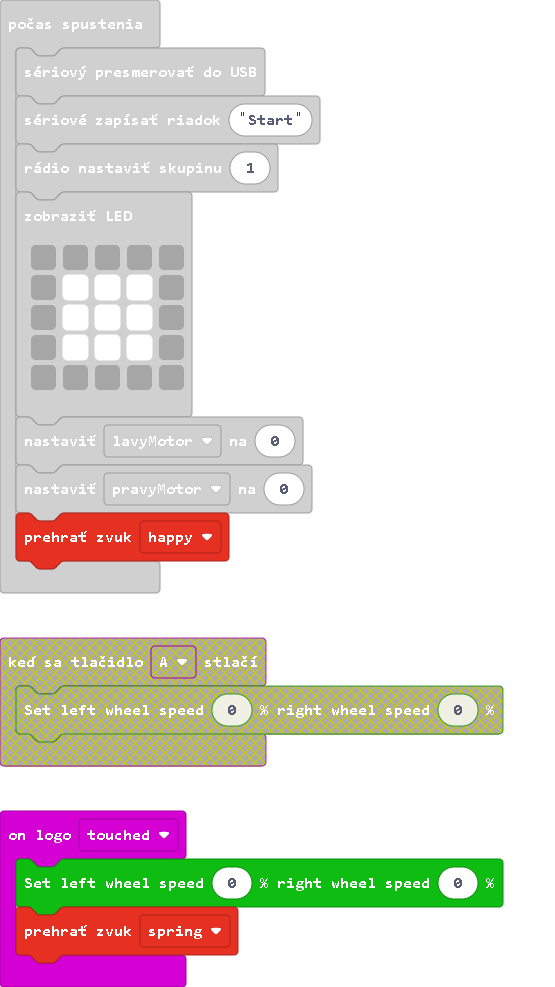 počas spustenia
sériový presmerovať do USB
sériové zapísať riadok "Start"
rádio nastaviť skupinu 1
zobraziť LED
nastaviť lavyMotor na 0
nastaviť pravyMotor na 0
prehrať zvuk happy
keď sa tlačidlo A stlačí
Set left wheel speed 0 % right wheel speed 0 %
on logo touched
Set left wheel speed 0 % right wheel speed 0 %
prehrať zvuk spring